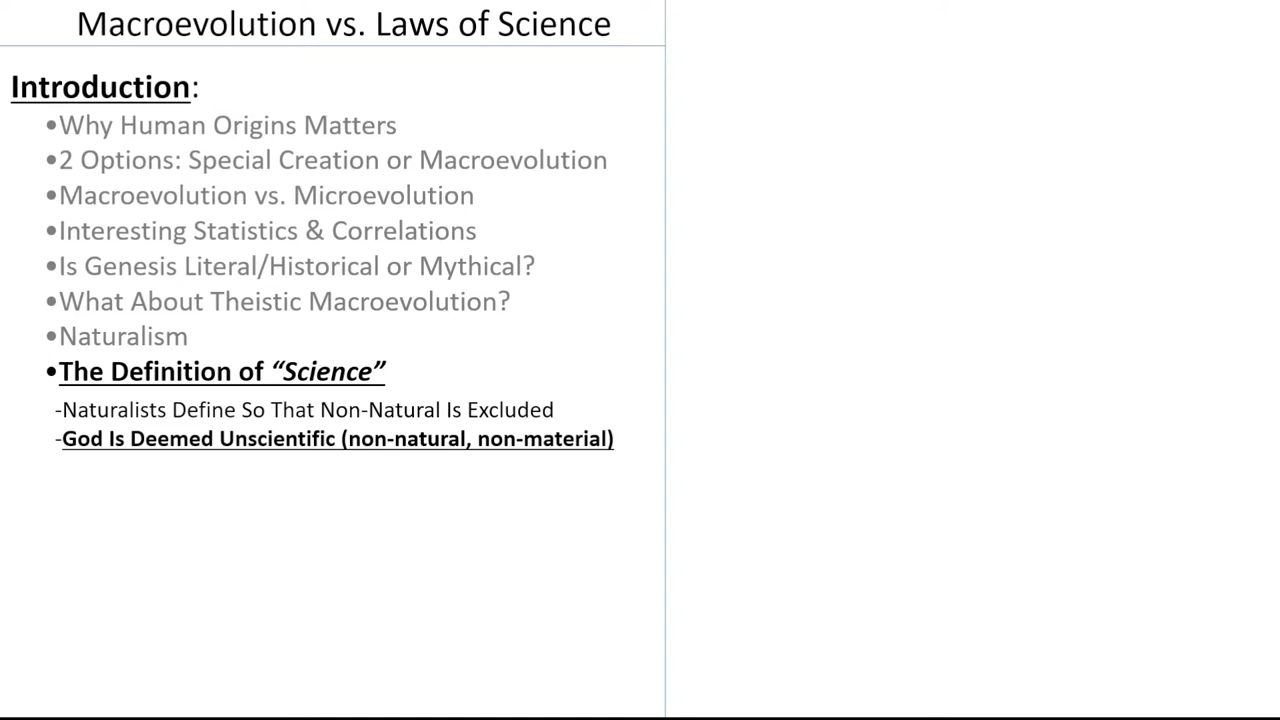 Macroevolution vs. Laws of Science
Introduction:
•Why Human Origins Matters
•2 Options: Special Creation or Macroevolution
•Macroevolution vs. Microevolution
•Interesting Statistics & Correlations
•Is Genesis Literal/Historical or Mythical?
•What About Theistic Macroevolution?
•Naturalism
•The Definition of “Science”
-Naturalists Define So That Non-Natural Is Excluded
-God Is Deemed Unscientific (non-natural, non-material)